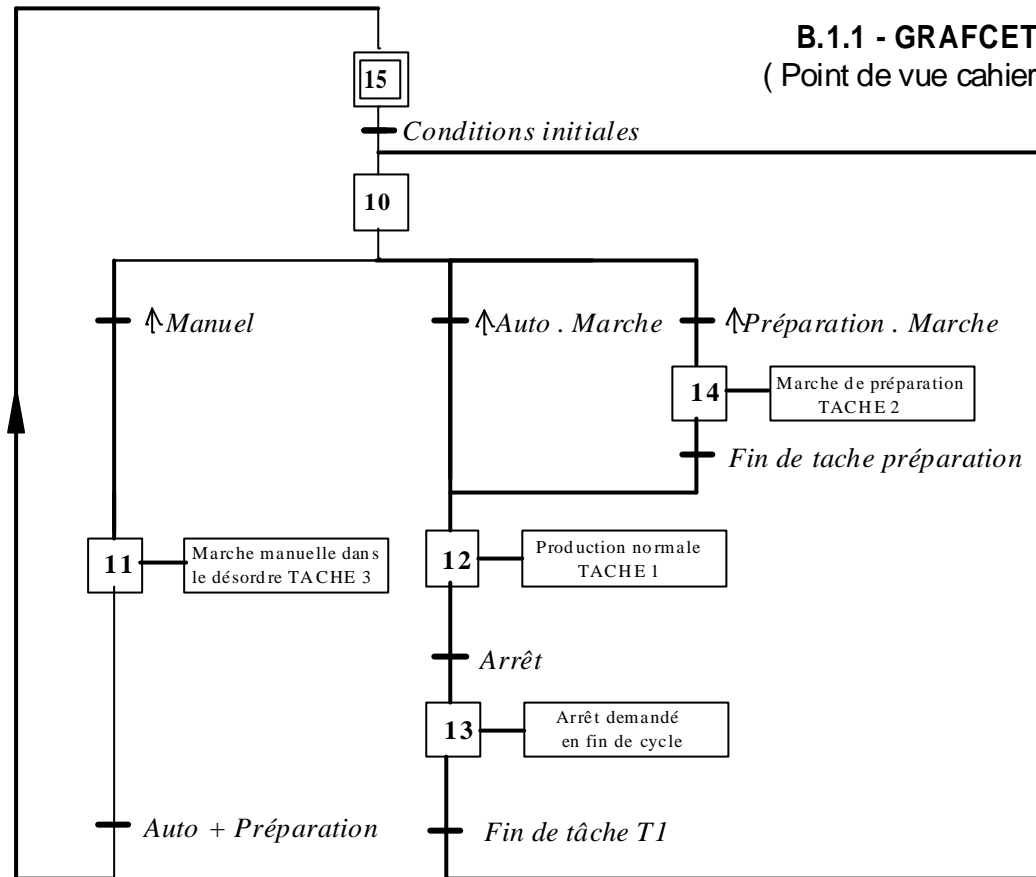 B.1.1 - GRAFCET
( Point de vue cahier
15
Conditions initiales
10
↑Manuel
↑Auto . Marche
↑Préparation . Marche
14
Marche de préparation
TACHE 2
Fin de tache préparation
11
Marche manuelle dans
le désordre TACHE 3
12
Production normale
TACHE 1
Arrêt
13
Arrêt demandé
en fin de cycle
Auto + Préparation
Fin de tâche T1